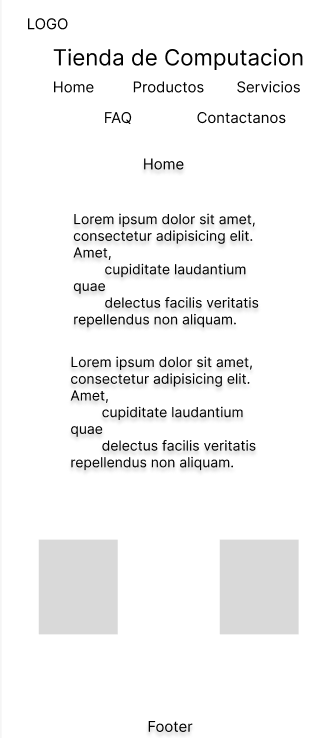 LOGO
Tienda de Computacion
Home Productos Servicios
FAQ Contactanos
Home
Lorem ipsum dolor sit amet,
consectetur adipisicing elit.
Amet,
cupiditate laudantium
quae
delectus facilis veritatis
repellendus non aliquam.
Lorem ipsum dolor sit amet,
consectetur adipisicing elit.
Amet,
cupiditate laudantium
quae
delectus facilis veritatis
repellendus non aliquam.
Footer